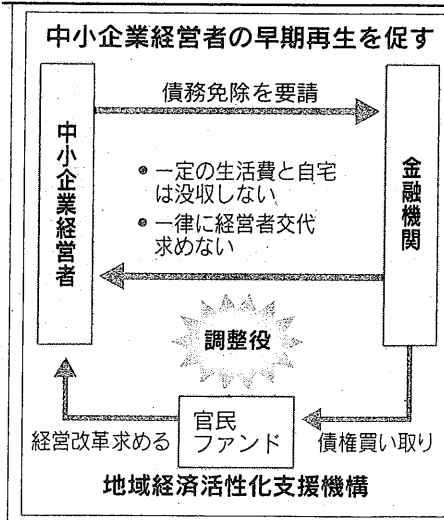 中小企業経営者の早期再生を促す
債務免除を要請
中小企業経営者
金融機関
● 一定の生活費と自宅
は没収しない
● 一律に経営者交代
求めない
調整役
官民
ファンド
経営改革求める
債権買い取り
地域経済活性化支援機構